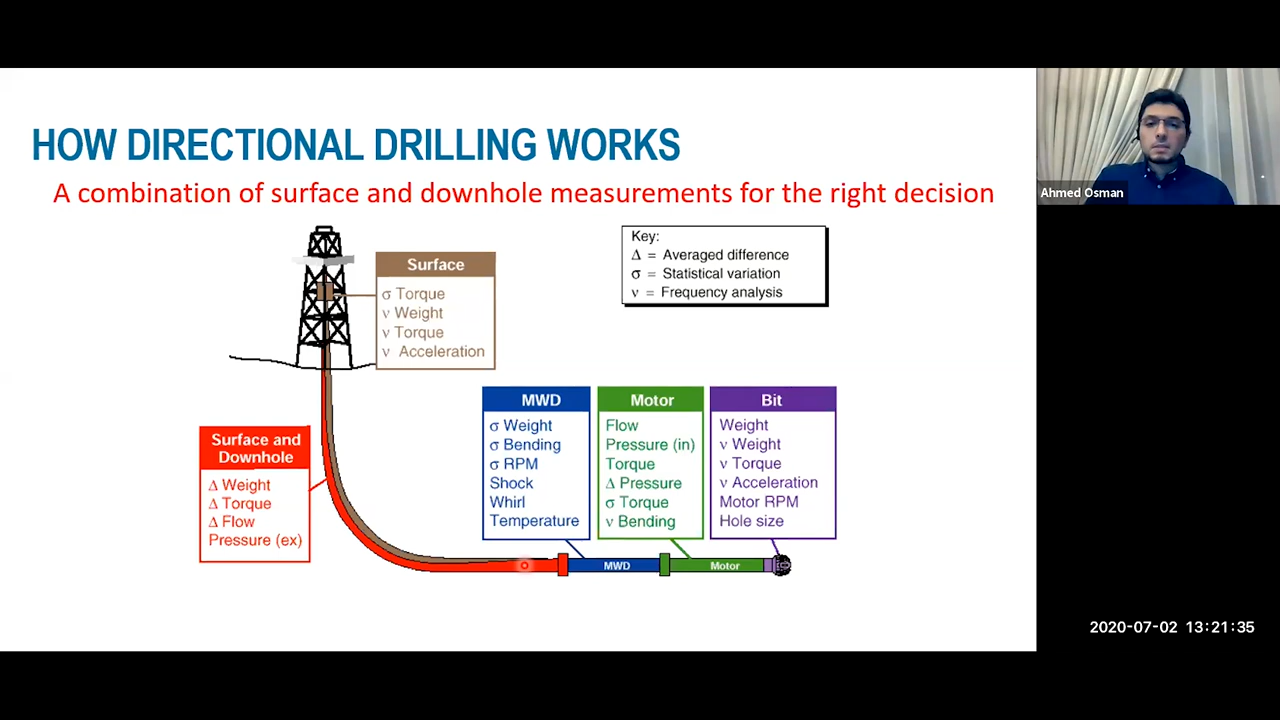 HOW DIRECTIONAL DRILLING WORKS
A combination of surface and downhole measurements for the right decision
Ahmed Osman
Key:
Δ = Averaged difference
σ = Statistical variation
ν = Frequency analysis
Surface
σ Torque
ν Weight
ν Torque
ν Acceleration
Surface and
Downhole
Δ Weight
Δ Torque
Δ Flow
Pressure (ex)
MWD
σ Weight
σ Bending
σ RPM
Shock
Whirl
Temperature
Motor
Flow
Pressure (in)
Torque
Δ Pressure
σ Torque
ν Bending
Bit
Weight
ν Weight
ν Torque
ν Acceleration
Motor RPM
Hole size
MWD
Motor
2020-07-02 13:21:35